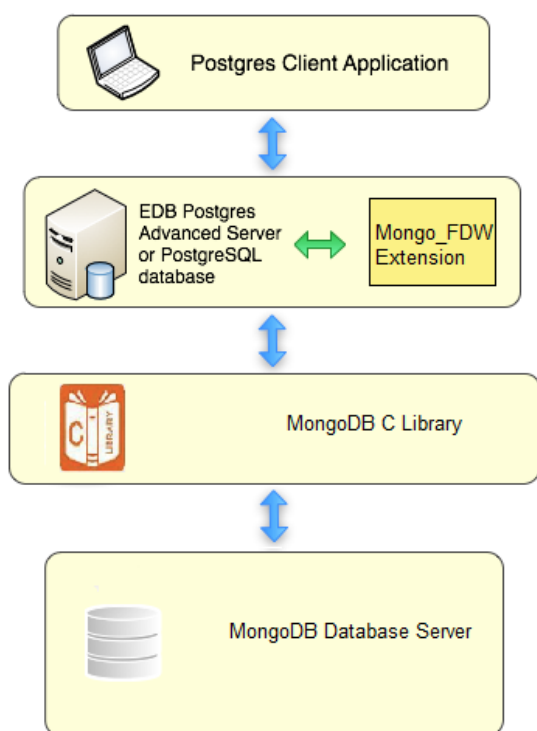 Postgres Client Application
EDB Postgres
Advanced Server
or PostgreSQL
database
Mongo_FDW
Extension
C
LIBRARY
MongoDB C Library
MongoDB Database Server